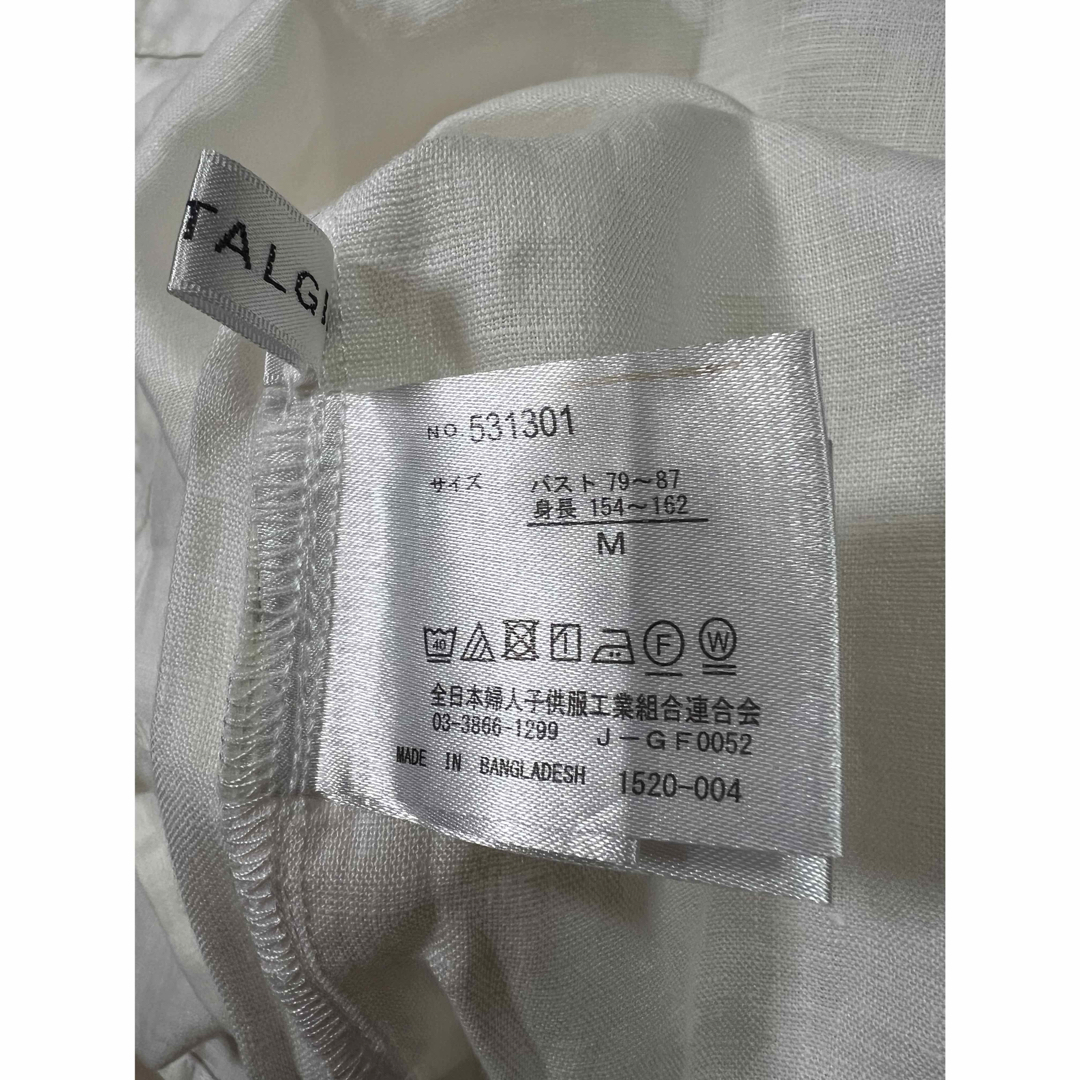 TALGI
NO 531301
サイズ バスト 79～87
身長 154～162
M
40 F W
全日本婦人子供服工業組合連合会
03-3866-1299 J-GF0052
MADE IN BANGLADESH 1520-004